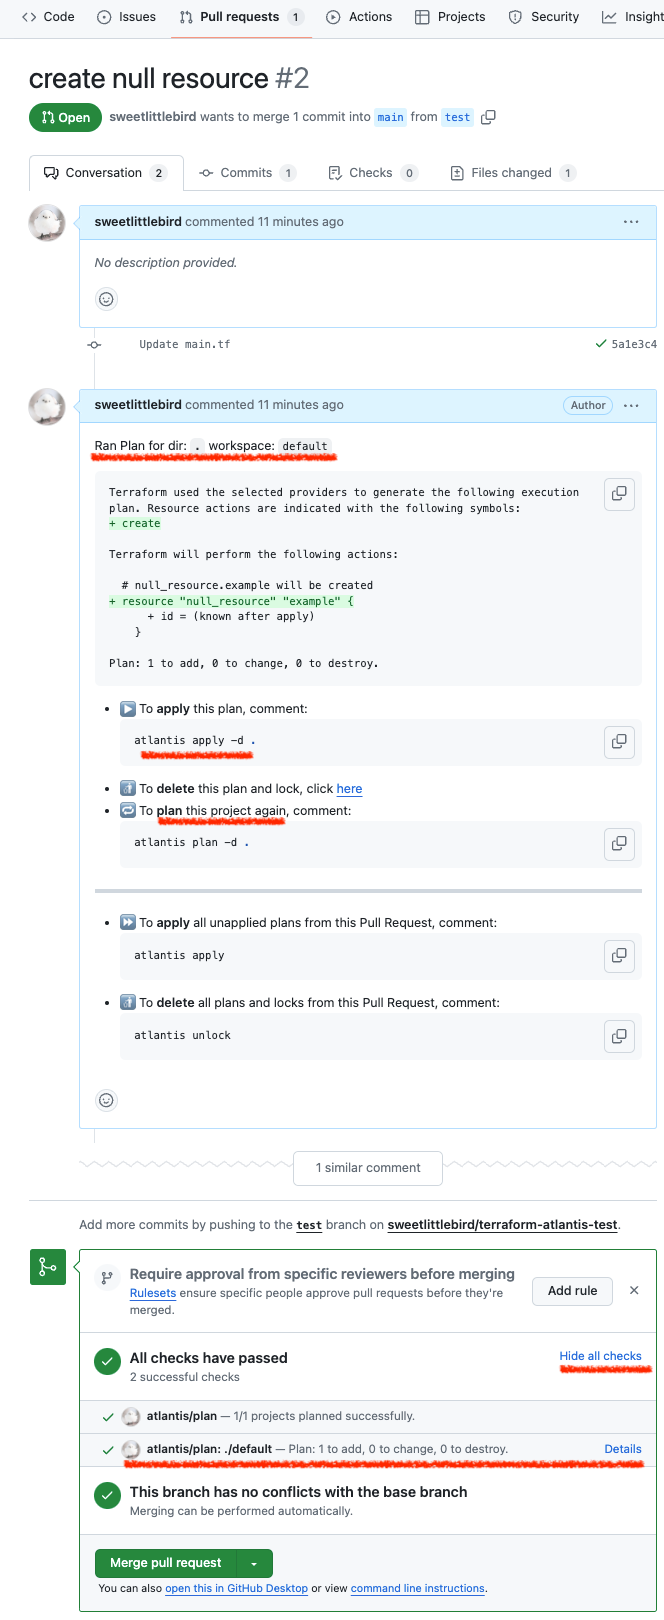 Code Issues Pull requests 1 Actions Projects Security Insight
create null resource #2
Open sweetlittlebird wants to merge 1 commit into main from test
Conversation 2 Commits 1 Checks 0 Files changed 1
sweetlittlebird commented 11 minutes ago
No description provided.
Update main.tf 5a1e3c4
sweetlittlebird commented 11 minutes ago Author
Ran Plan for dir: . workspace: default
Terraform used the selected providers to generate the following execution
plan. Resource actions are indicated with the following symbols:
+ create
Terraform will perform the following actions:
# null_resource.example will be created
+ resource "null_resource" "example" {
+ id = (known after apply)
}
Plan: 1 to add, 0 to change, 0 to destroy.
To apply this plan, comment:
atlantis apply -d .
To delete this plan and lock, click here
To plan this project again, comment:
atlantis plan -d .
To apply all unapplied plans from this Pull Request, comment:
atlantis apply
To delete all plans and locks from this Pull Request, comment:
atlantis unlock
1 similar comment
Add more commits by pushing to the test branch on sweetlittlebird/terraform-atlantis-test.
Require approval from specific reviewers before merging
Rulesets ensure specific people approve pull requests before they're
merged.
Add rule
All checks have passed Hide all checks
2 successful checks
atlantis/plan — 1/1 projects planned successfully.
atlantis/plan: ./default — Plan: 1 to add, 0 to change, 0 to destroy. Details
This branch has no conflicts with the base branch
Merging can be performed automatically.
Merge pull request
You can also open this in GitHub Desktop or view command line instructions.